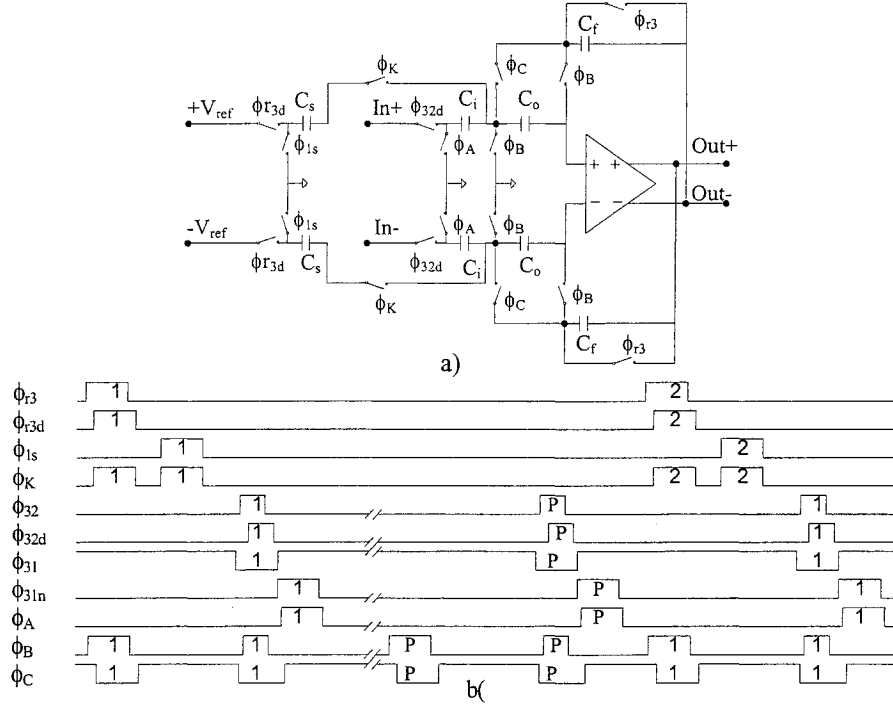 ϕr3
Cf
ϕC
ϕB
ϕK
+Vref ϕr3d Cs In+ ϕ32d Ci Co
ϕ1s ϕA ϕB
Out+
+ +
- -
Out-
ϕ1s ϕA ϕB
-Vref ϕr3d Cs In- ϕ32d Ci Co
ϕK
ϕC
ϕB
Cf
ϕr3
a)
ϕr3 1 2
ϕr3d 1 2
ϕ1s 1 2
ϕK 1 1 2 2
ϕ32 1 P 1
ϕ32d 1 P 1
ϕ31 1 P 1
ϕ31n 1 P 1
ϕA 1 P 1
ϕB 1 1 P P 1 1
ϕC 1 1 P P 1 1
b(